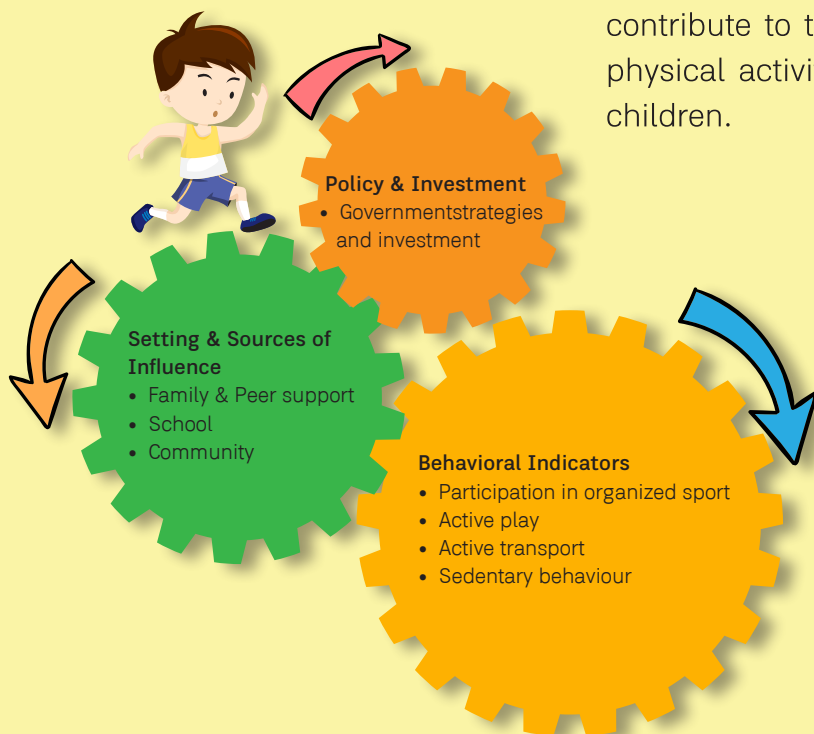 contribute to
physical
children.
Policy & Investment
• Governmentstrategies
and investment
Setting & Sources of
Influence
• Family & Peer support
• School
• Community
Behavioral Indicators
• Participation in organized sport
• Active play
• Active transport
• Sedentary behaviour